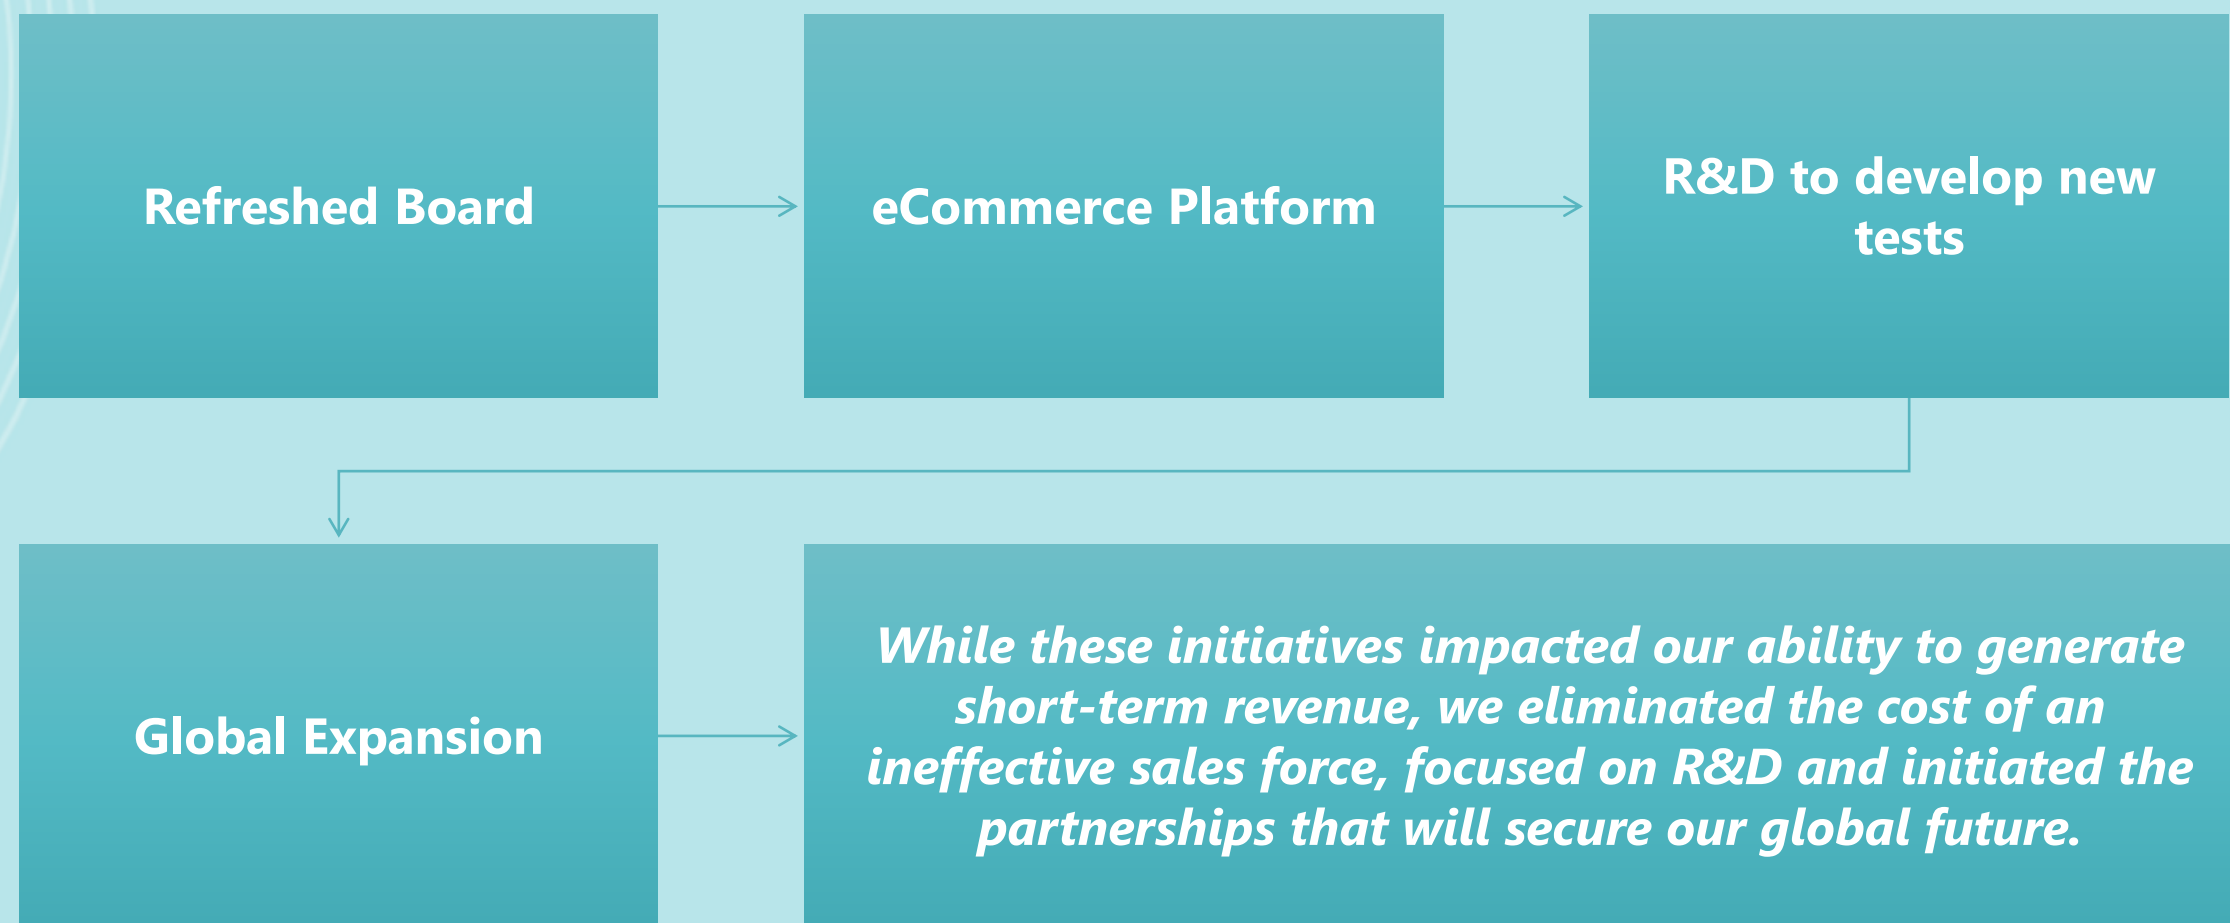 Refreshed Board
eCommerce Platform
R&D to develop new
tests
Global Expansion
While these initiatives impacted our ability to generate
short-term revenue, we eliminated the cost of an
ineffective sales force, focused on R&D and initiated the
partnerships that will secure our global future.